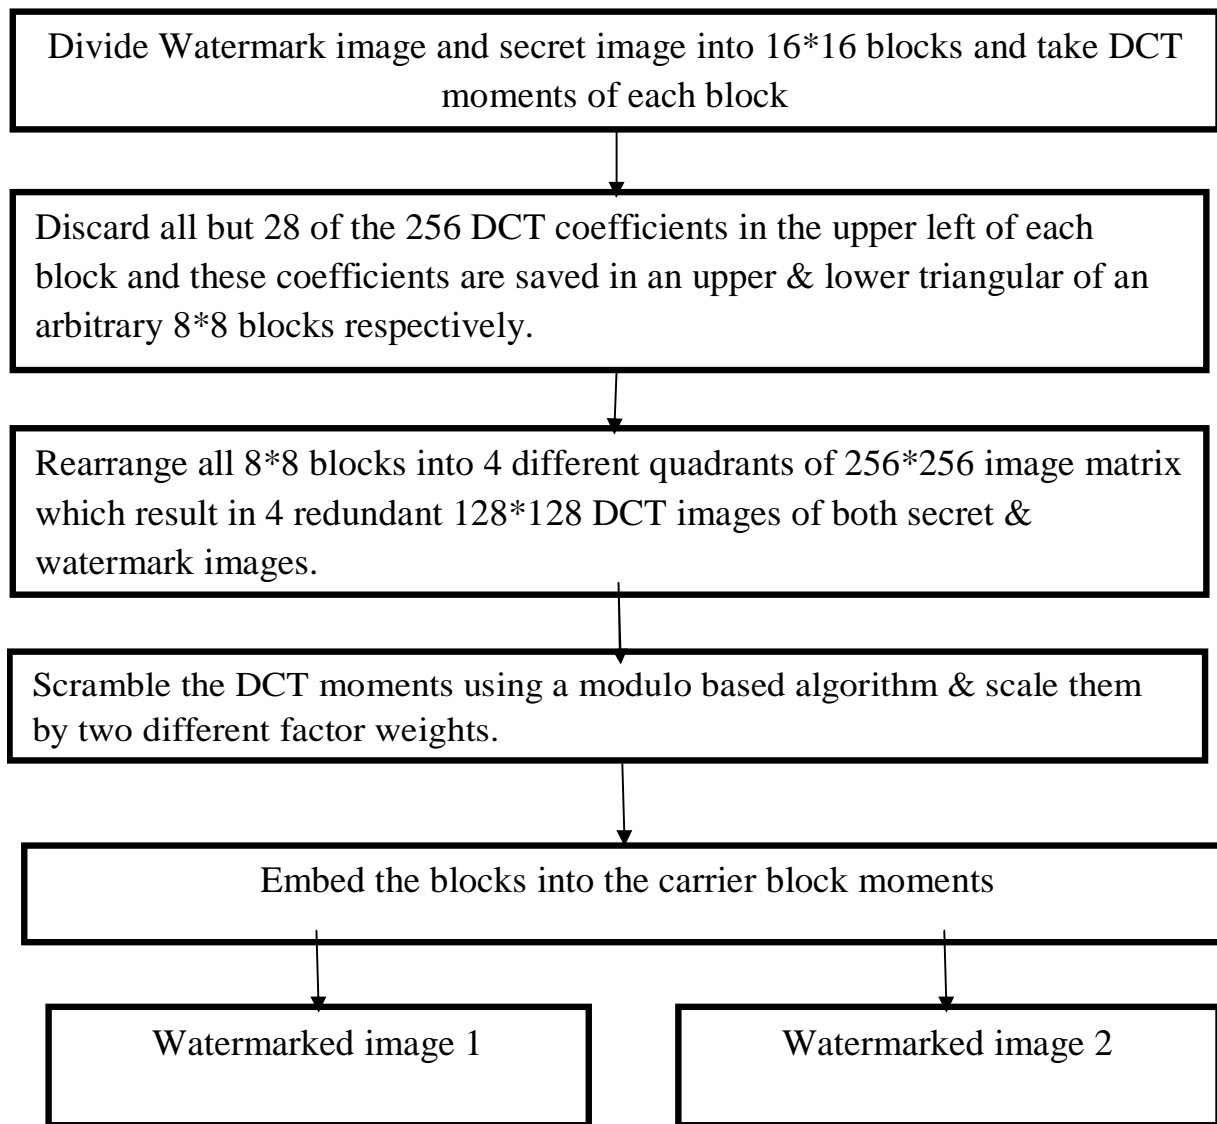 Divide Watermark image and secret image into 16*16 blocks and take DCT
moments of each block
Discard all but 28 of the 256 DCT coefficients in the upper left of each
block and these coefficients are saved in an upper & lower triangular of an
arbitrary 8*8 blocks respectively.
Rearrange all 8*8 blocks into 4 different quadrants of 256*256 image matrix
which result in 4 redundant 128*128 DCT images of both secret &
watermark images.
Scramble the DCT moments using a modulo based algorithm & scale them
by two different factor weights.
Embed the blocks into the carrier block moments
Watermarked image 1
Watermarked image 2